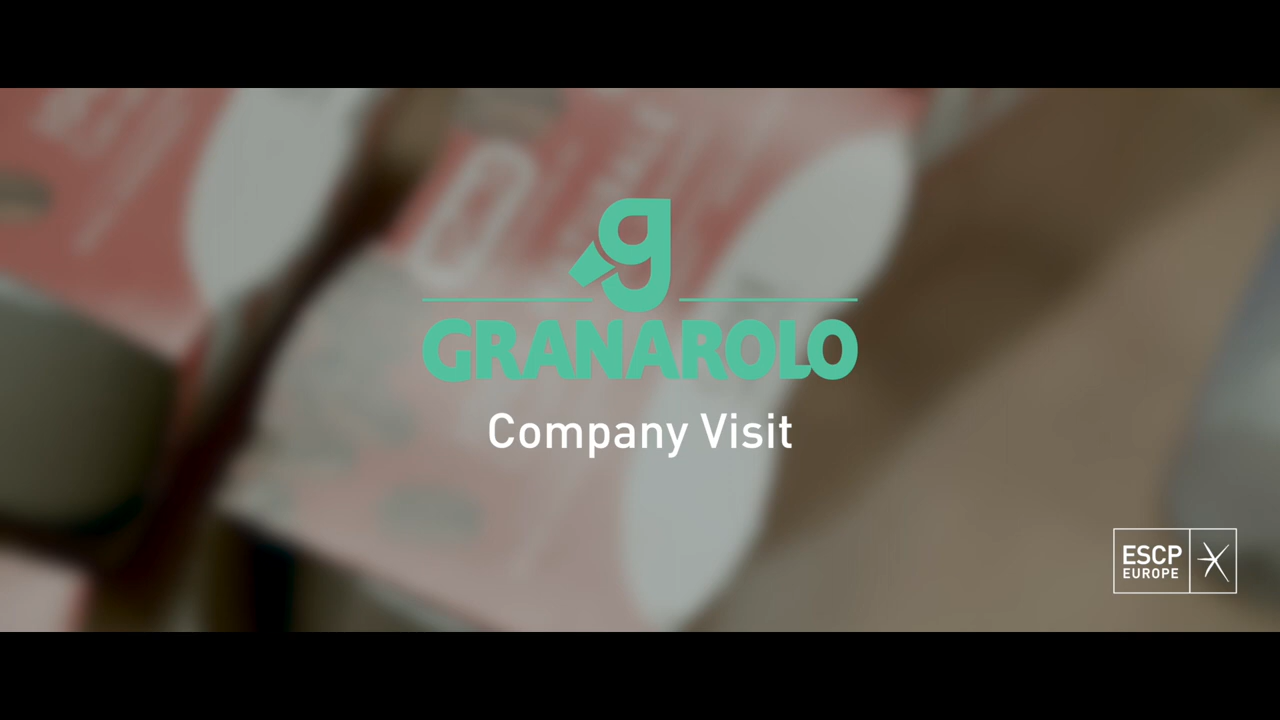 g
GRANAROLO
Company Visit
ESCP
EUROPE